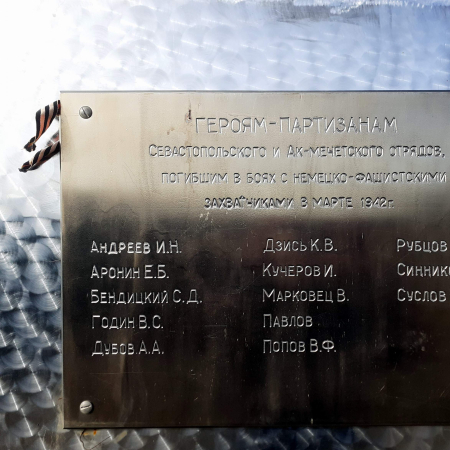 ГЕРОЯМ-ПАРТИЗАНАМ
СЕВАСТОПОЛЬСКОГО И АК-МЕЧЕТСКОГО ОТРЯДОВ,
ПОГИБШИМ В БОЯХ С НЕМЕЦКО-ФАШИСТСКИМИ
ЗАХВАТЧИКАМИ В МАРТЕ 1942г.
АНДРЕЕВ И.Н.
АРОНИН Е.Б.
БЕНДИЦКИЙ С.Д.
ГОДИН В.С.
ДУБОВ А.А.
ДЗИСЬ К.В.
КУЧЕРОВ И.
МАРКОВЕЦ В.
ПАВЛОВ
ПОПОВ В.Ф.
РУБЦОВ
СУСЛОВ